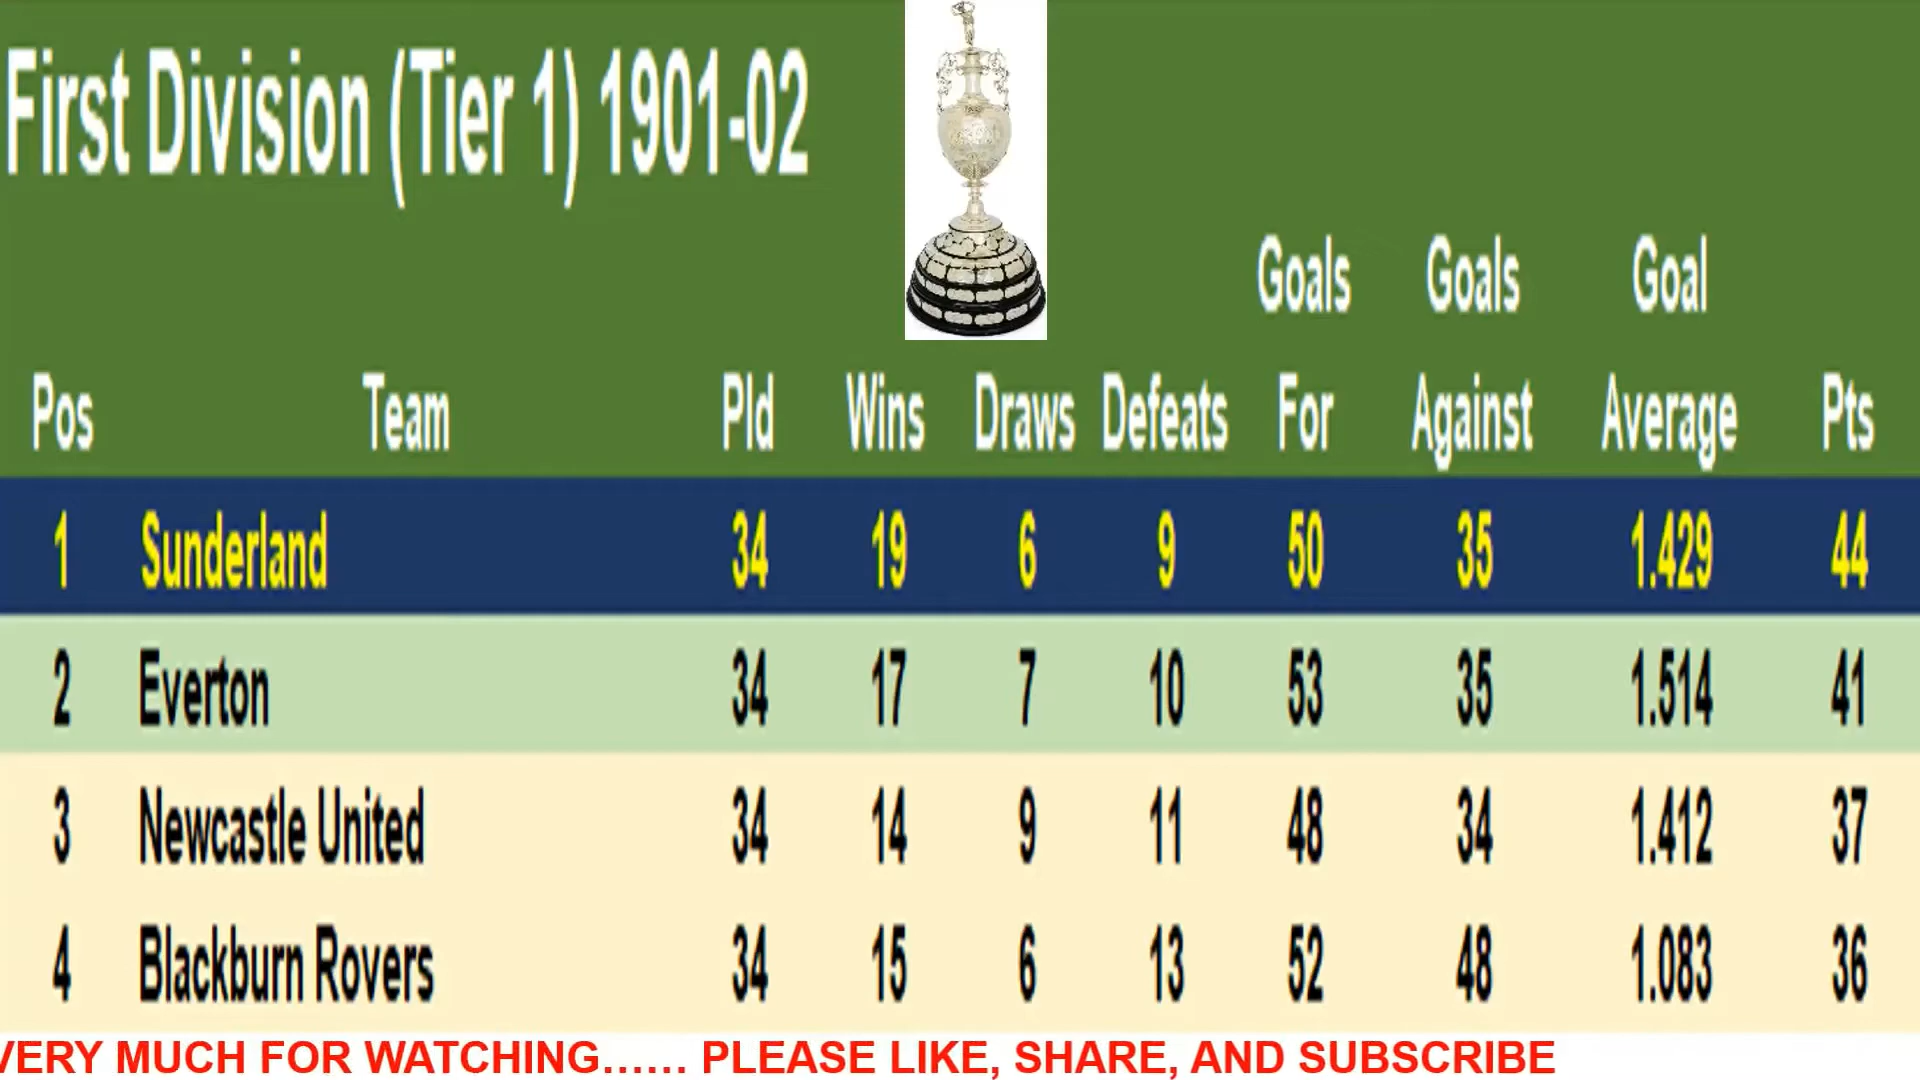 First Division (Tier 1) 1901-02
Goals Goals Goal
Pos Team Pld Wins Draws Defeats For Against Average Pts
1 Sunderland 34 19 6 9 50 35 1.429 44
2 Everton 34 17 7 10 53 35 1.514 41
3 Newcastle United 34 14 9 11 48 34 1.412 37
4 Blackburn Rovers 34 15 6 13 52 48 1.083 36
VERY MUCH FOR WATCHING...... PLEASE LIKE, SHARE, AND SUBSCRIBE